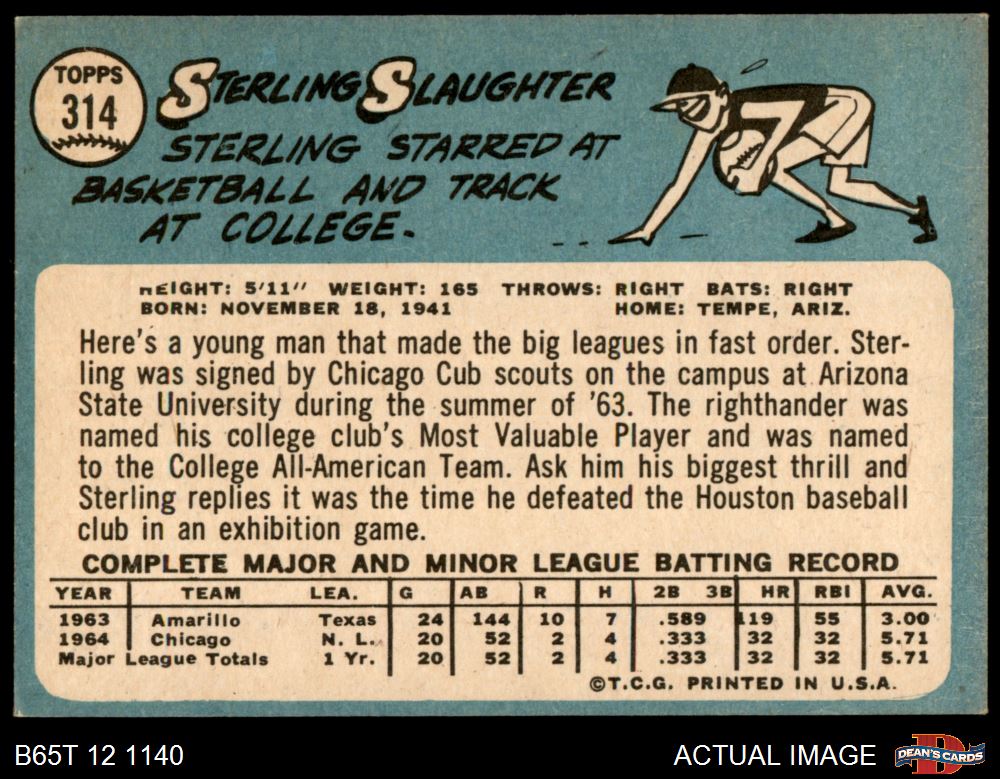 TOPPS
314
STERLING SLAUGHTER
STERLING STARRED AT
BASKETBALL AND TRACK
AT COLLEGE.
7
HEIGHT: 5'11" WEIGHT: 165 THROWS: RIGHT BATS: RIGHT
BORN: NOVEMBER 18, 1941 HOME: TEMPE, ARIZ.
Here's a young man that made the big leagues in fast order. Ster-
ling was signed by Chicago Cub scouts on the campus at Arizona
State University during the summer of '63. The righthander was
named his college club's Most Valuable Player and was named
to the College All-American Team. Ask him his biggest thrill and
Sterling replies it was the time he defeated the Houston baseball
club in an exhibition game.
COMPLETE MAJOR AND MINOR LEAGUE BATTING RECORD
YEAR TEAM LEA. G AB R H 2B 3B HR RBI AVG.
1963 Amarillo Texas 24 144 10 7 .589 119 55 3.00
1964 Chicago N. L. 20 52 2 4 .333 32 32 5.71
Major League Totals 1 Yr. 20 52 2 4 .333 32 32 5.71
©T.C.G. PRINTED IN U.S.A.
B65T 12 1140 ACTUAL IMAGE
D
DEAN'S CARDS